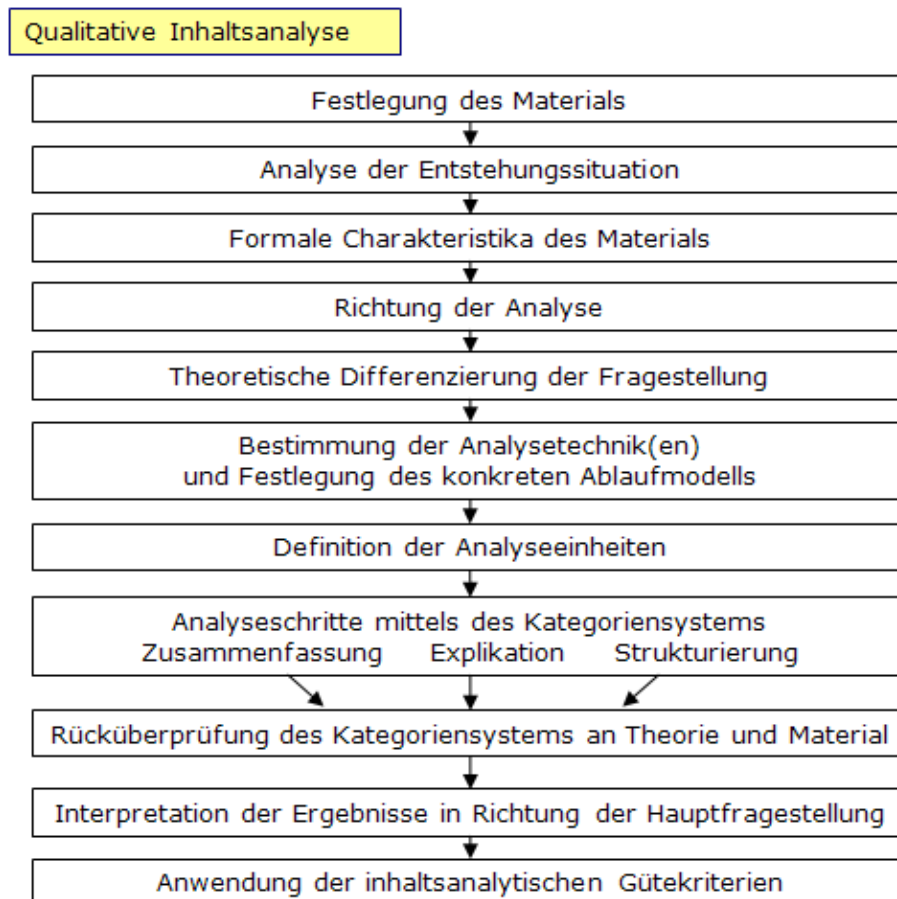 Qualitative Inhaltsanalyse
Festlegung des Materials
Analyse der Entstehungssituation
Formale Charakteristika des Materials
Richtung der Analyse
Theoretische Differenzierung der Fragestellung
Bestimmung der Analysetechnik(en)
und Festlegung des konkreten Ablaufmodells
Definition der Analyseeinheiten
Analyseschritte mittels des Kategoriensystems
Zusammenfassung Explikation Strukturierung
Rücküberprüfung des Kategoriensystems an Theorie und Material
Interpretation der Ergebnisse in Richtung der Hauptfragestellung
Anwendung der inhaltsanalytischen Gütekriterien